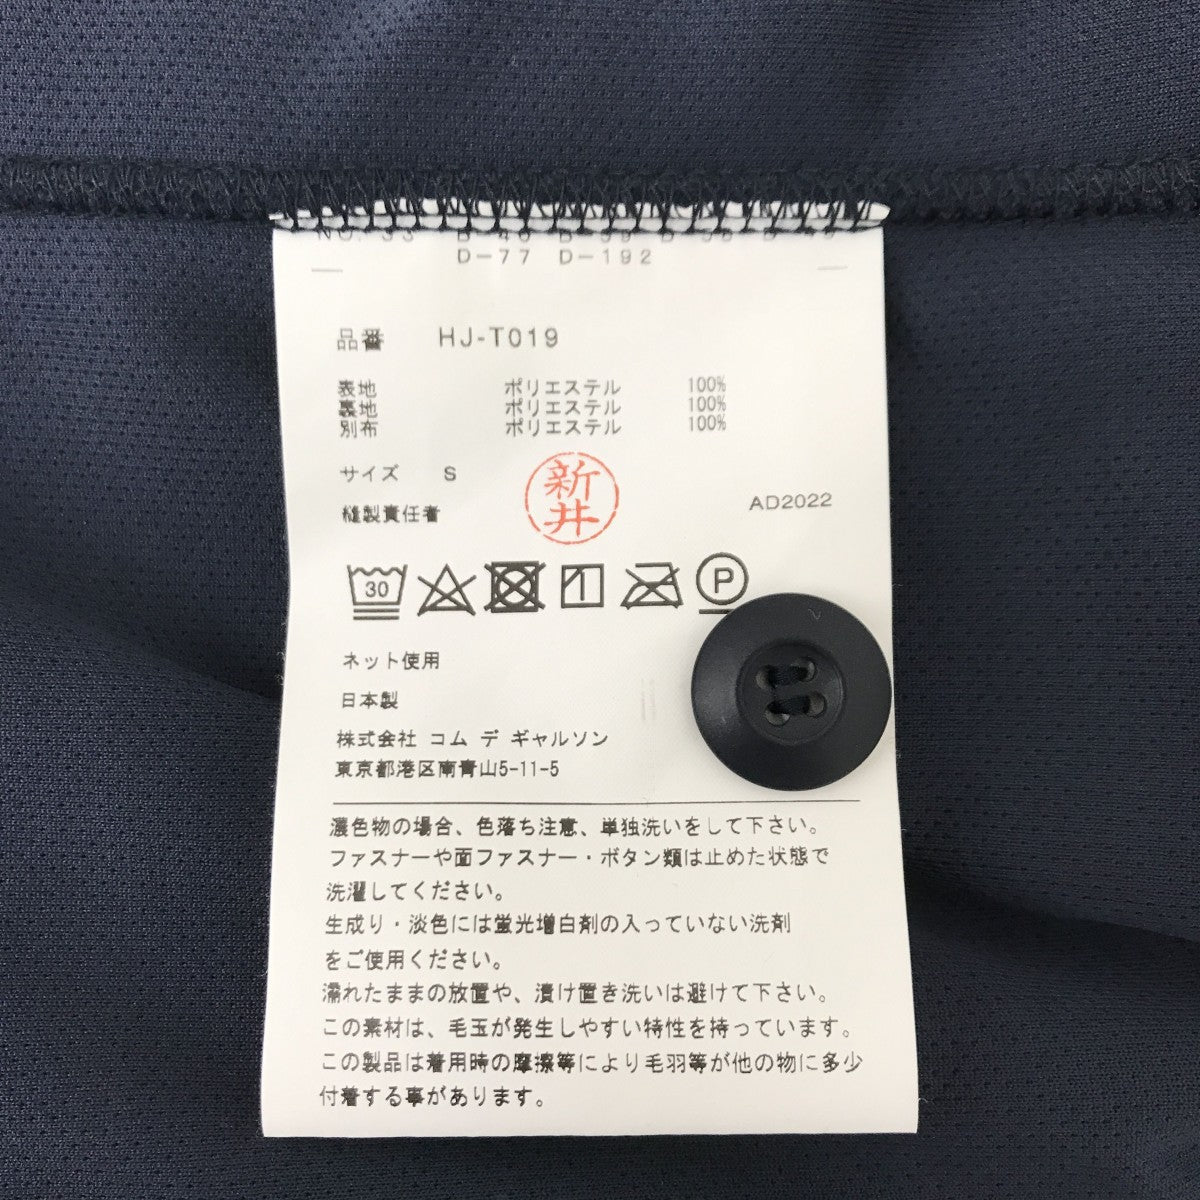 D-77 D-192
品番 HJ-T019
表地 ポリエステル 100%
裏地 ポリエステル 100%
別布 ポリエステル 100%
サイズ S
新井
縫製責任者
AD2022
30
P
ネット使用
日本製
株式会社 コム デ ギャルソン
東京都港区南青山5-11-5
濃色物の場合、色落ち注意、単独洗いをして下さい。
ファスナーや面ファスナー・ボタン類は止めた状態で
洗濯してください。
生成り・淡色には蛍光増白剤の入っていない洗剤
をご使用ください。
濡れたままの放置や、漬け置き洗いは避けて下さい。
この素材は、毛玉が発生しやすい特性を持っています。
この製品は着用時の摩擦等により毛羽等が他の物に多少
付着する事があります。